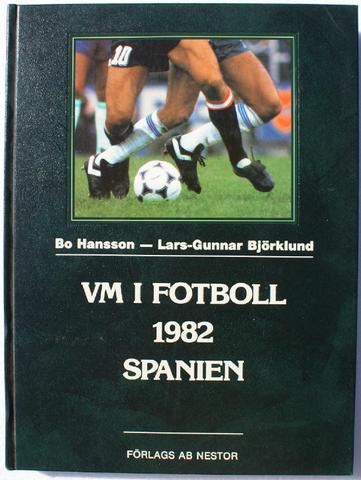 10
Bo Hansson — Lars-Gunnar Björklund
VM I FOTBOLL
1982
SPANIEN
FÖRLAGS AB NESTOR